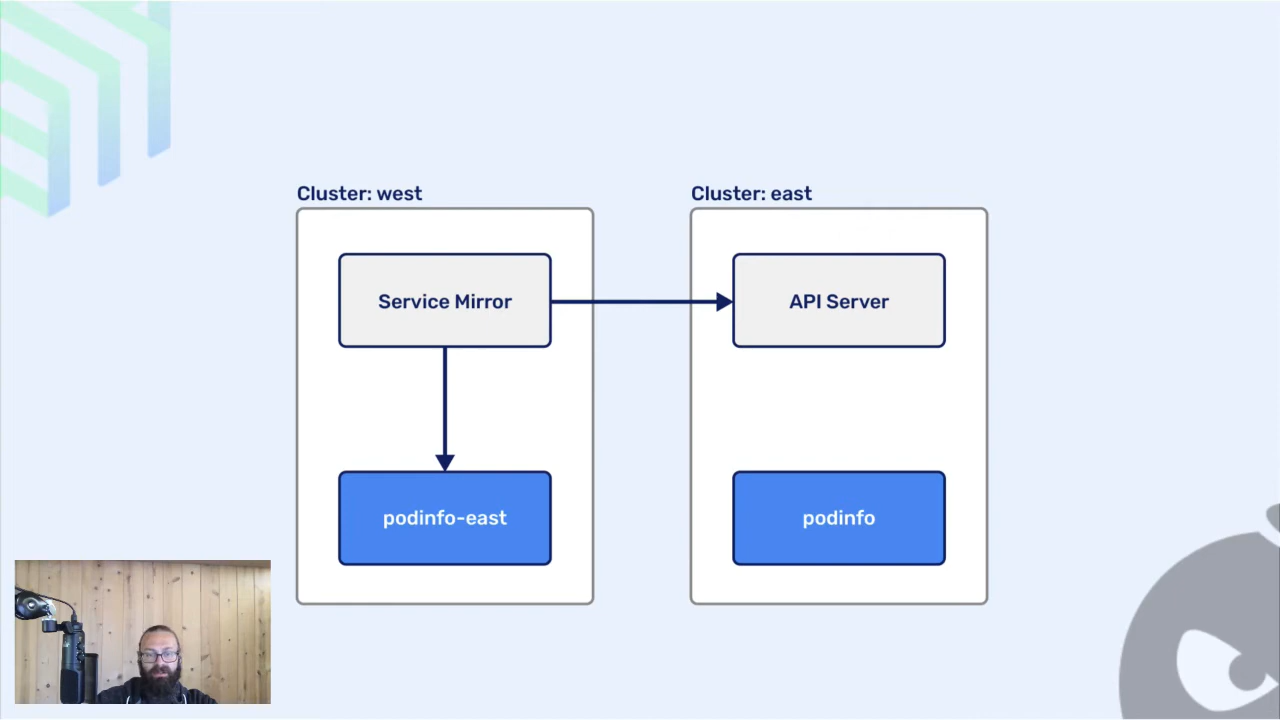 Cluster: west
Cluster: east
Service Mirror
API Server
podinfo-east
podinfo